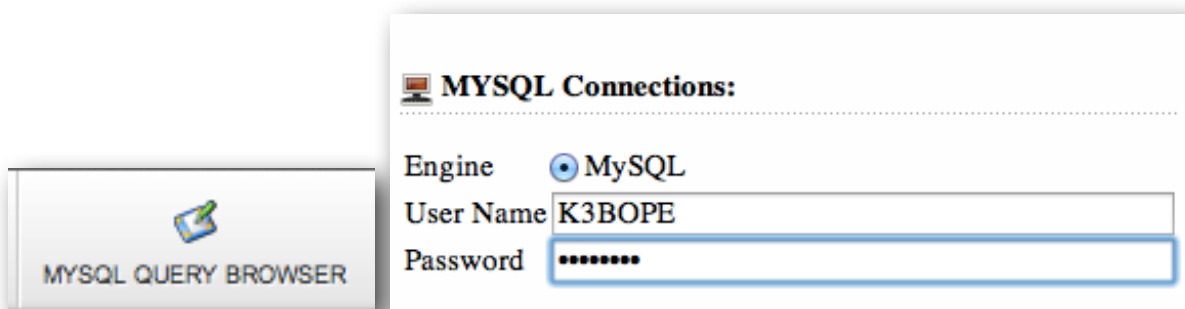 MYSQL QUERY BROWSER
MYSQL Connections:
Engine MySQL
User Name K3BOPE
Password ••••••••